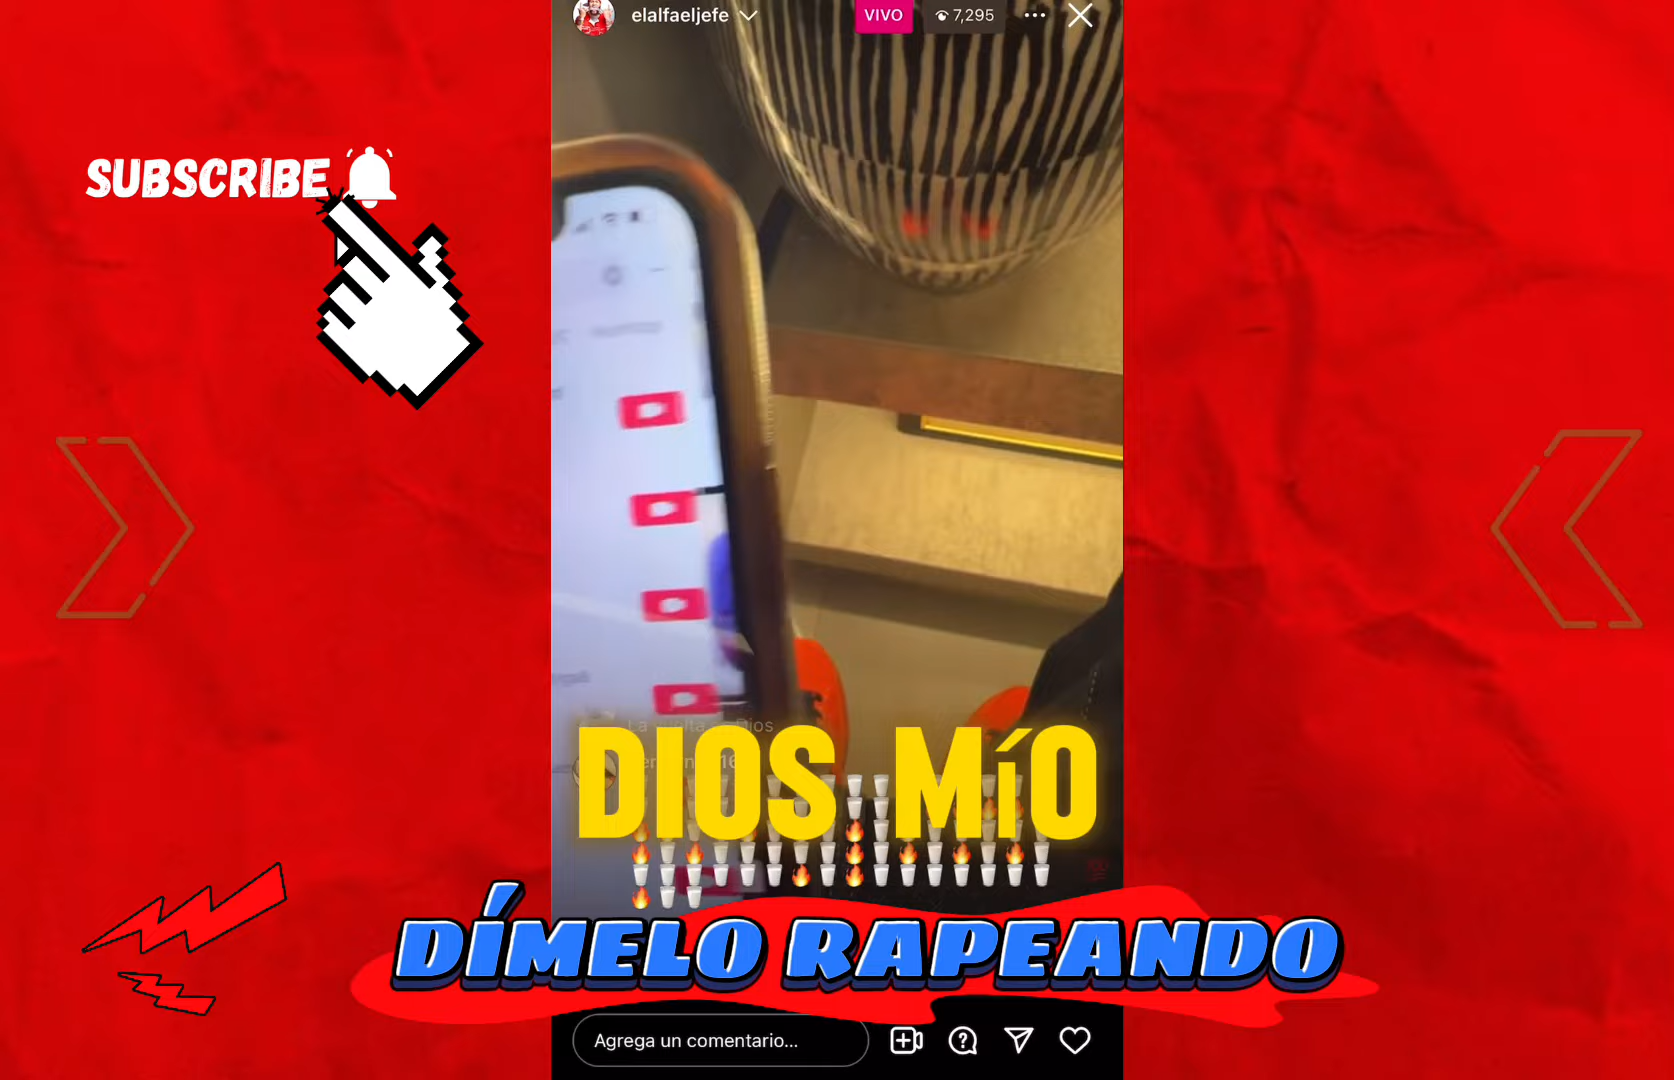 elalfaeljefe
VIVO
7,295
SUBSCRIBE
DIOS MíO
DÍMELO RAPEANDO
Agrega un comentario...